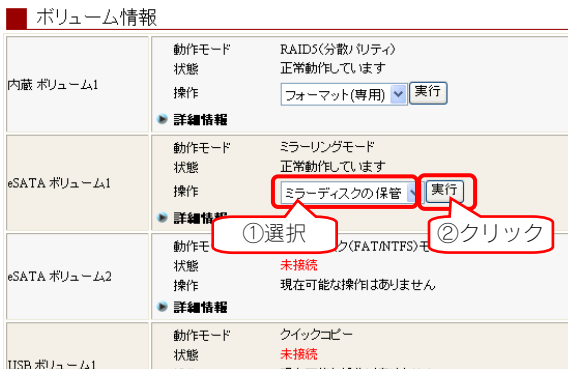 ボリューム情報
動作モード RAID5(分散パリティ)
状態 正常動作しています
内蔵 ボリューム1
操作 フォーマット(専用) 実行
詳細情報
動作モード ミラーリングモード
状態 正常動作しています
eSATA ボリューム1
操作 ミラーディスクの保管 実行
詳細情報
①選択 ②クリック
動作モ ク(FAT/NTFS)モ
状態 未接続
eSATA ボリューム2
操作 現在可能な操作はありません
詳細情報
動作モード クイックコピー
状態 未接続
USB ボリューム1